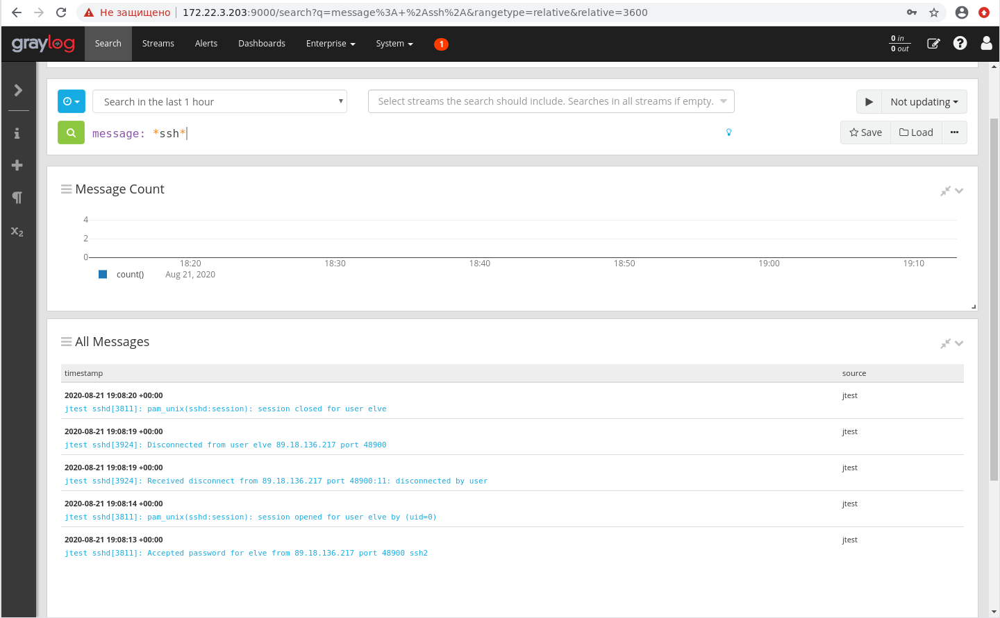 Не защищено 172.22.3.203:9000/search?q=message%3A+%2Assh%2A&rangetype=relative&relative=3600
graylog Search Streams Alerts Dashboards Enterprise System 1 0 in
0 out
Search in the last 1 hour Select streams the search should include. Searches in all streams if empty. Not updating
message: *ssh* Save Load
Message Count
4
2
0
18:20 18:30 18:40 18:50 19:00 19:10
count() Aug 21, 2020
All Messages
timestamp source
2020-08-21 19:08:20 +00:00 jtest
jtest sshd[3811]: pam_unix(sshd:session): session closed for user elve
2020-08-21 19:08:19 +00:00 jtest
jtest sshd[3924]: Disconnected from user elve 89.18.136.217 port 48900
2020-08-21 19:08:19 +00:00 jtest
jtest sshd[3924]: Received disconnect from 89.18.136.217 port 48900:11: disconnected by user
2020-08-21 19:08:14 +00:00 jtest
jtest sshd[3811]: pam_unix(sshd:session): session opened for user elve by (uid=0)
2020-08-21 19:08:13 +00:00 jtest
jtest sshd[3811]: Accepted password for elve from 89.18.136.217 port 48900 ssh2